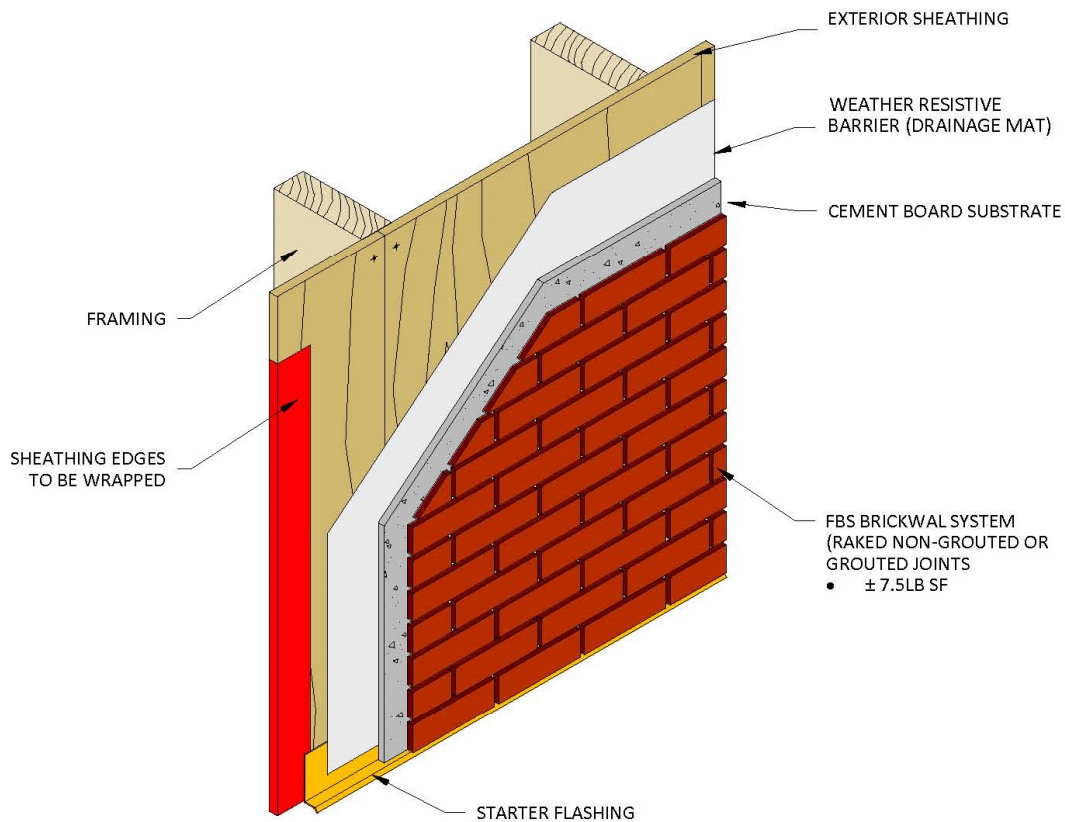 EXTERIOR SHEATHING
WEATHER RESISTIVE
BARRIER (DRAINAGE MAT)
CEMENT BOARD SUBSTRATE
FRAMING
SHEATHING EDGES
TO BE WRAPPED
FBS BRICKWAL SYSTEM
(RAKED NON-GROUTED OR
GROUTED JOINTS
• ± 7.5LB SF
STARTER FLASHING